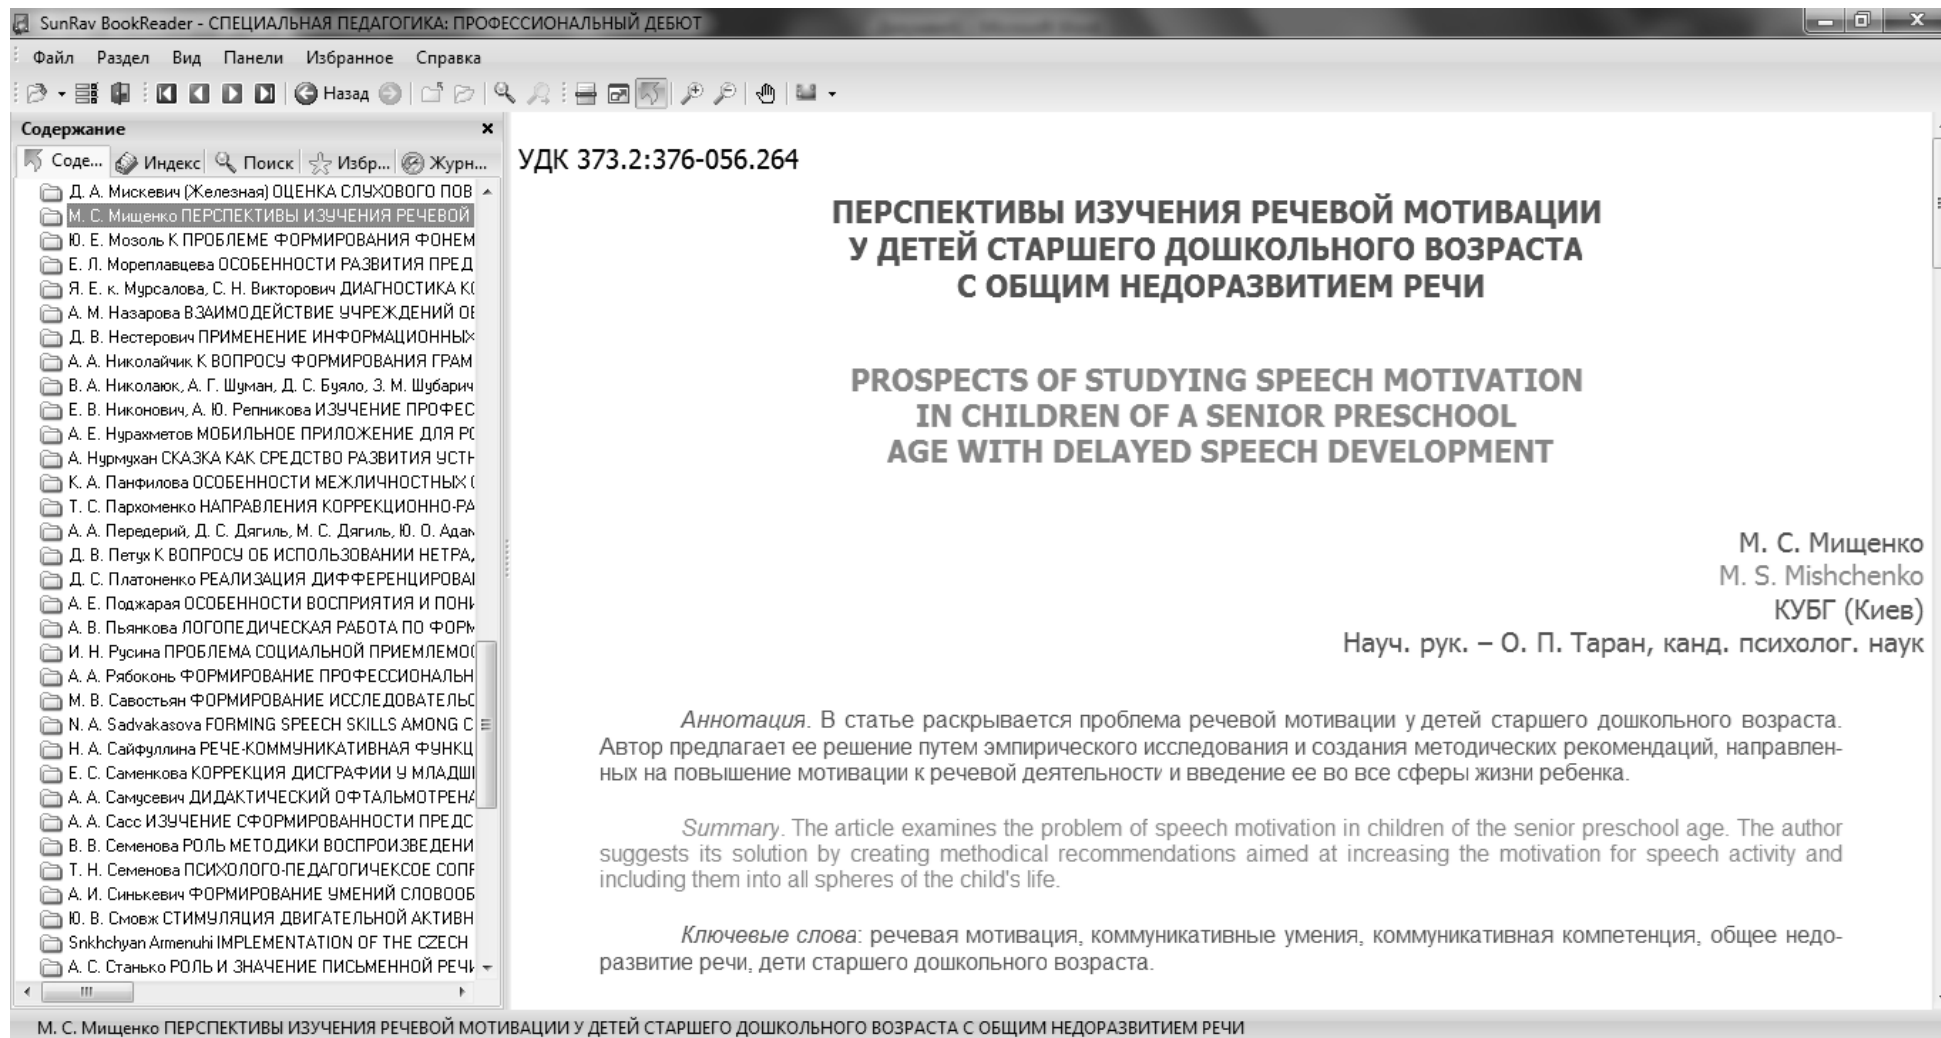 SunRav BookReader - СПЕЦИАЛЬНАЯ ПЕДАГОГИКА: ПРОФЕССИОНАЛЬНЫЙ ДЕБЮТ
Файл Раздел Вид Панели Избранное Справка
Назад
Содержание
Соде... Индекс Поиск Избр... Журн...
Д. А. Мискевич (Железная) ОЦЕНКА СЛУХОВОГО ПОВ
М. С. Мищенко ПЕРСПЕКТИВЫ ИЗУЧЕНИЯ РЕЧЕВОЙ
Ю. Е. Мозоль К ПРОБЛЕМЕ ФОРМИРОВАНИЯ ФОНЕМ
Е. Л. Мореплавцева ОСОБЕННОСТИ РАЗВИТИЯ ПРЕД
Я. Е. к. Мурсалова, С. Н. Викторович ДИАГНОСТИКА
А. М. Назарова ВЗАИМОДЕЙСТВИЕ УЧРЕЖДЕНИЙ
Д. В. Нестерович ПРИМЕНЕНИЕ ИНФОРМАЦИОННЫХ
А. А. Николайчик К ВОПРОСУ ФОРМИРОВАНИЯ ГРАМ
В. А. Николаюк, А. Г. Шуман, Д. С. Буяло, З. М. Шубарич
Е. В. Никонович, А. Ю. Репникова ИЗУЧЕНИЕ ПРОФЕС
А. Е. Нурахметов МОБИЛЬНОЕ ПРИЛОЖЕНИЕ ДЛЯ
А. Нурмухан СКАЗКА КАК СРЕДСТВО РАЗВИТИЯ
К. А. Панфилова ОСОБЕННОСТИ МЕЖЛИЧНОСТНЫХ
Т. С. Пархоменко НАПРАВЛЕНИЯ КОРРЕКЦИОННО-РА
А. А. Передерий, Д. С. Дягиль, М. С. Дягиль, Ю. О. Адам
Д. В. Петух К ВОПРОСУ ОБ ИСПОЛЬЗОВАНИИ НЕТРА
Д. С. Платоненко РЕАЛИЗАЦИЯ ДИФФЕРЕНЦИРОВА
А. Е. Поджарая ОСОБЕННОСТИ ВОСПРИЯТИЯ И
А. В. Пьянкова ЛОГОПЕДИЧЕСКАЯ РАБОТА ПО ФОРМ
И. Н. Русина ПРОБЛЕМА СОЦИАЛЬНОЙ ПРИЕМЛЕМО
А. А. Рябоконь ФОРМИРОВАНИЕ ПРОФЕССИОНАЛЬН
М. В. Савостьян ФОРМИРОВАНИЕ ИССЛЕДОВАТЕЛЬС
N. A. Sadvakasova FORMING SPEECH SKILLS AMONG C
Н. А. Сайфуллина РЕЧЕ-КОММУНИКАТИВНАЯ ФУНКЦ
Е. С. Саменкова КОРРЕКЦИЯ ДИСГРАФИИ У МЛАДШ
А. А. Самусевич ДИДАКТИЧЕСКИЙ ОФТАЛЬМОТРЕНА
А. А. Сасс ИЗУЧЕНИЕ СФОРМИРОВАННОСТИ ПРЕДС
В. В. Семенова РОЛЬ МЕТОДИКИ ВОСПРОИЗВЕДЕНИ
Т. Н. Семенова ПСИХОЛОГО-ПЕДАГОГИЧЕКСОЕ СОПР
А. И. Синькевич ФОРМИРОВАНИЕ УМЕНИЙ СЛОВООБ
Ю. В. Смовж СТИМУЛЯЦИЯ ДВИГАТЕЛЬНОЙ АКТИВН
Snkhchyan Armenuhi IMPLEMENTATION OF THE CZECH
А. С. Станько РОЛЬ И ЗНАЧЕНИЕ ПИСЬМЕННОЙ РЕЧИ
УДК 373.2:376-056.264
ПЕРСПЕКТИВЫ ИЗУЧЕНИЯ РЕЧЕВОЙ МОТИВАЦИИ
У ДЕТЕЙ СТАРШЕГО ДОШКОЛЬНОГО ВОЗРАСТА
С ОБЩИМ НЕДОРАЗВИТИЕМ РЕЧИ
PROSPECTS OF STUDYING SPEECH MOTIVATION
IN CHILDREN OF A SENIOR PRESCHOOL
AGE WITH DELAYED SPEECH DEVELOPMENT
М. С. Мищенко
M. S. Mishchenko
КУБГ (Киев)
Науч. рук. – О. П. Таран, канд. психолог. наук
Аннотация. В статье раскрывается проблема речевой мотивации у детей старшего дошкольного возраста.
Автор предлагает ее решение путем эмпирического исследования и создания методических рекомендаций, направлен-
ных на повышение мотивации к речевой деятельности и введение ее во все сферы жизни ребенка.
Summary. The article examines the problem of speech motivation in children of the senior preschool age. The author
suggests its solution by creating methodical recommendations aimed at increasing the motivation for speech activity and
including them into all spheres of the child's life.
Ключевые слова: речевая мотивация, коммуникативные умения, коммуникативная компетенция, общее недо-
развитие речи, дети старшего дошкольного возраста.
М. С. Мищенко ПЕРСПЕКТИВЫ ИЗУЧЕНИЯ РЕЧЕВОЙ МОТИВАЦИИ У ДЕТЕЙ СТАРШЕГО ДОШКОЛЬНОГО ВОЗРАСТА С ОБЩИМ НЕДОРАЗВИТИЕМ РЕЧИ